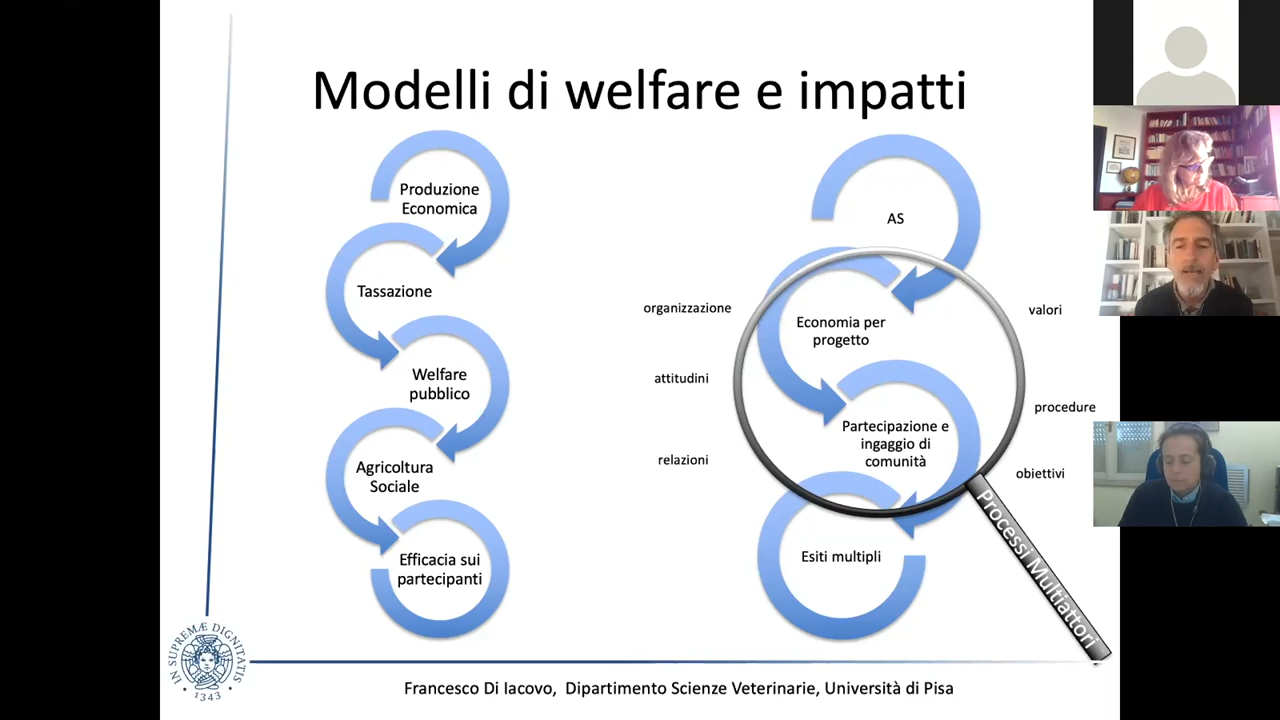 Modelli di welfare e impatti
Produzione
Economica
Tassazione
Welfare
pubblico
Agricoltura
Sociale
Efficacia sui
partecipanti
AS
Economia per
progetto
Partecipazione e
ingaggio di
comunità
Esiti multipli
organizzazione
attitudini
relazioni
valori
procedure
obiettivi
Processi Multiattori
IN SUPREMÆ DIGNITATIS
1343
Francesco Di Iacovo, Dipartimento Scienze Veterinarie, Università di Pisa